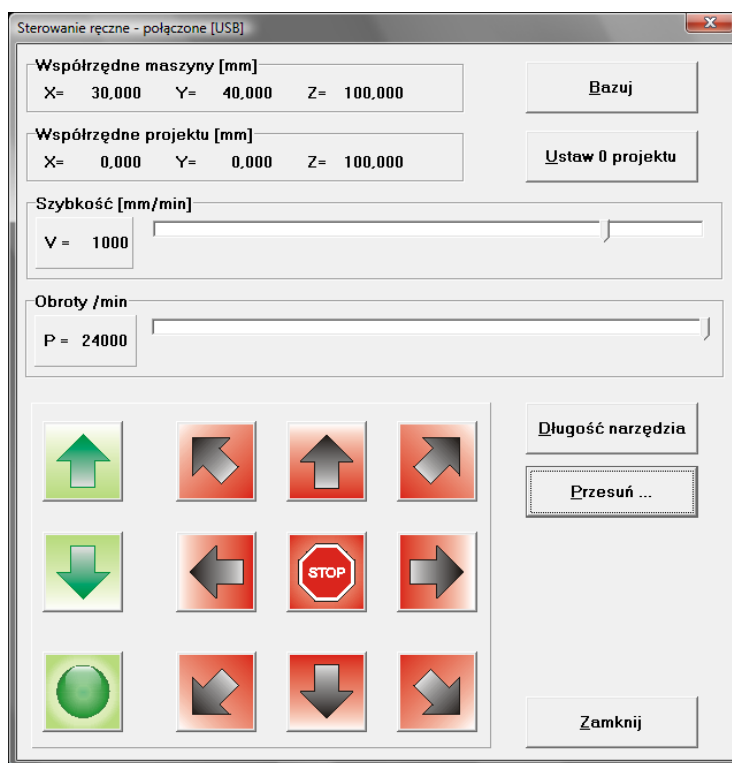 Sterowanie ręczne - połączone [USB]
Współrzędne maszyny [mm]
X= 30,000 Y= 40,000 Z= 100,000
Bazuj
Współrzędne projektu [mm]
X= 0,000 Y= 0,000 Z= 100,000
Ustaw 0 projektu
Szybkość [mm/min]
V = 1000
Obroty /min
P = 24000
Długość narzędzia
Przesuń ...
STOP
Zamknij